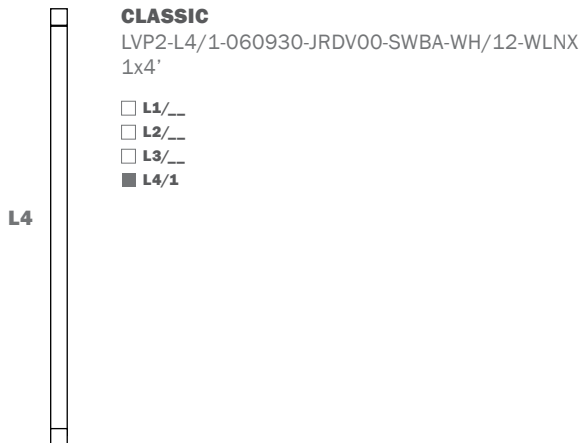 CLASSIC
LVP2-L4/1-060930-JRDV00-SWBA-WH/12-WLNX
1x4’
L1/__
L2/__
L3/__
L4/1
L4